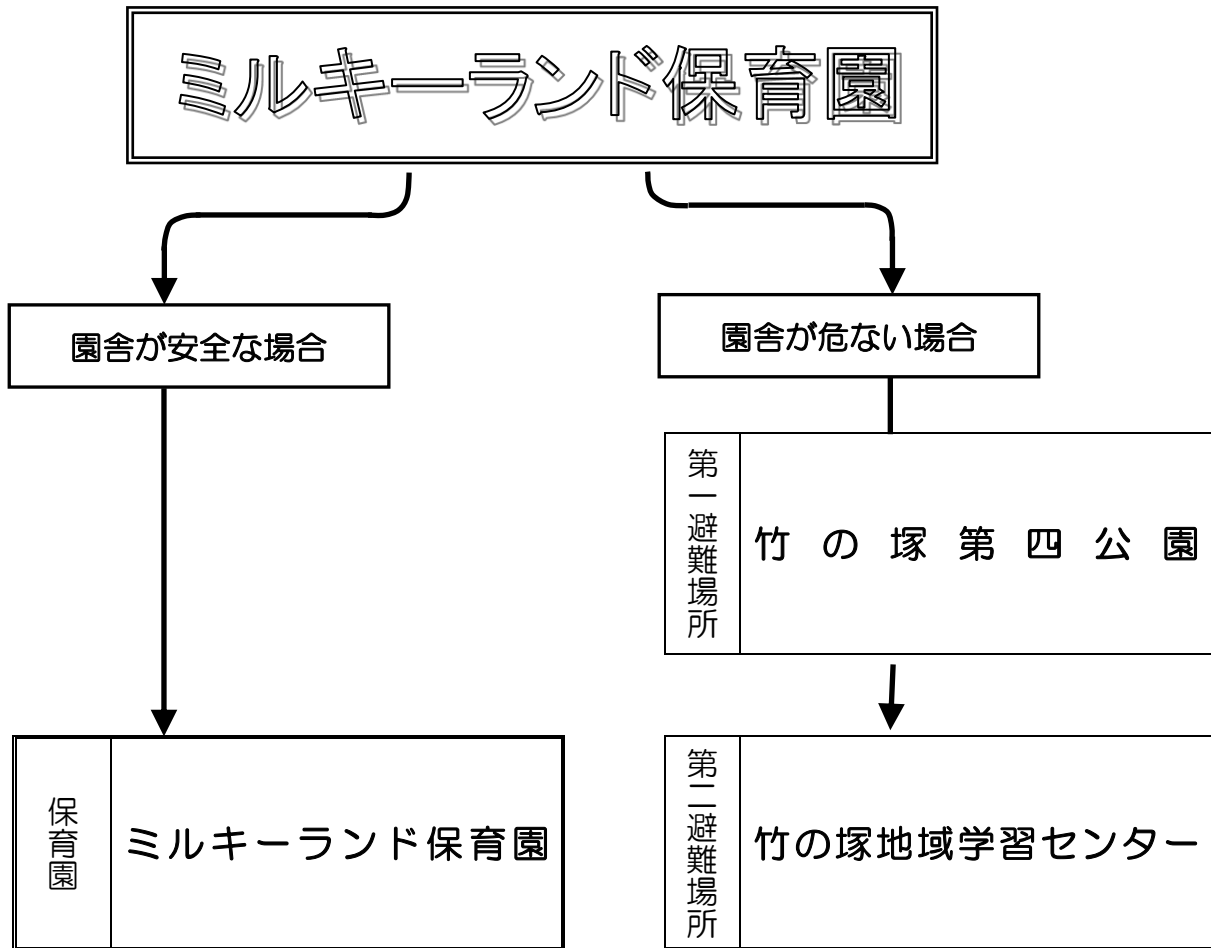 ミルキーランド保育園
園舎が安全な場合
園舎が危ない場合
第一避難場所
竹の塚第四公園
保育園
ミルキーランド保育園
第二避難場所
竹の塚地域学習センター